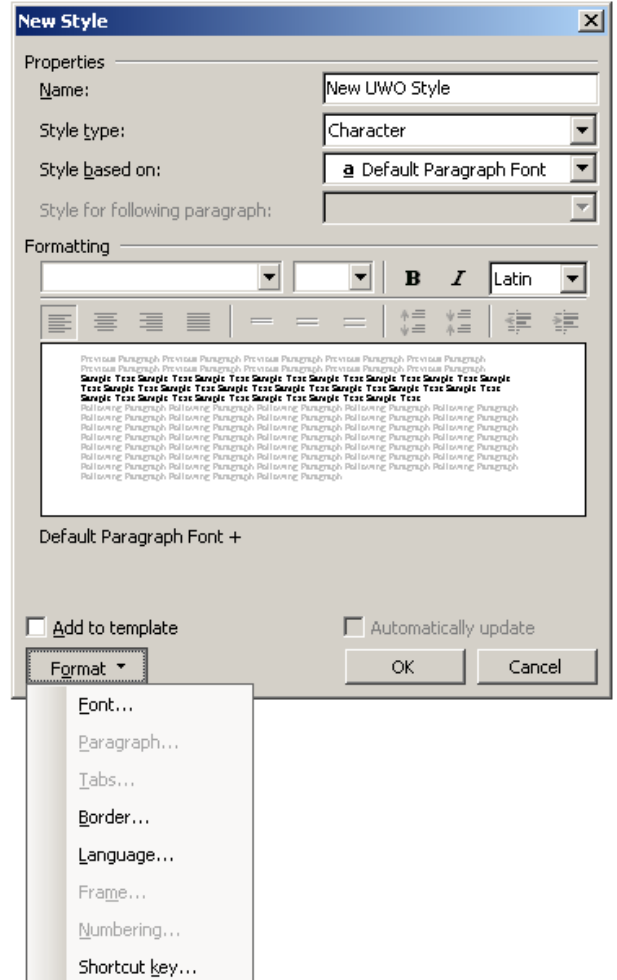 New Style
Properties
Name: New UWO Style
Style type: Character
Style based on: a Default Paragraph Font
Style for following paragraph:
Formatting
B I Latin
Previous Paragraph Previous Paragraph Previous Paragraph Previous Paragraph Previous Paragraph
Previous Paragraph Previous Paragraph Previous Paragraph Previous Paragraph Previous Paragraph
Sample Text Sample Text Sample Text Sample Text Sample Text Sample Text Sample Text Sample
Text Sample Text Sample Text Sample Text Sample Text Sample Text Sample Text Sample Text
Sample Text Sample Text Sample Text Sample Text Sample Text Sample Text
Following Paragraph Following Paragraph Following Paragraph Following Paragraph Following Paragraph
Following Paragraph Following Paragraph Following Paragraph Following Paragraph Following Paragraph
Following Paragraph Following Paragraph Following Paragraph Following Paragraph Following Paragraph
Following Paragraph Following Paragraph Following Paragraph Following Paragraph Following Paragraph
Following Paragraph Following Paragraph Following Paragraph Following Paragraph Following Paragraph
Following Paragraph Following Paragraph Following Paragraph Following Paragraph Following Paragraph
Following Paragraph Following Paragraph Following Paragraph Following Paragraph Following Paragraph
Following Paragraph Following Paragraph Following Paragraph
Default Paragraph Font +
Add to template Automatically update
Format OK Cancel
Font...
Paragraph...
Tabs...
Border...
Language...
Frame...
Numbering...
Shortcut key...